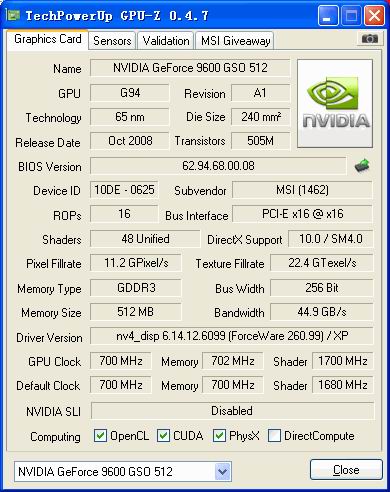 TechPowerUp GPU-Z 0.4.7
Graphics Card Sensors Validation MSI Giveaway
Name NVIDIA GeForce 9600 GSO 512
GPU G94 Revision A1
Technology 65 nm Die Size 240 mm²
Release Date Oct 2008 Transistors 505M
BIOS Version 62.94.68.00.08
Device ID 10DE - 0625 Subvendor MSI (1462)
ROPs 16 Bus Interface PCI-E x16 @ x16
Shaders 48 Unified DirectX Support 10.0 / SM4.0
Pixel Fillrate 11.2 GPixel/s Texture Fillrate 22.4 GTexel/s
Memory Type GDDR3 Bus Width 256 Bit
Memory Size 512 MB Bandwidth 44.9 GB/s
Driver Version nv4_disp 6.14.12.6099 (ForceWare 260.99) / XP
GPU Clock 700 MHz Memory 702 MHz Shader 1700 MHz
Default Clock 700 MHz Memory 700 MHz Shader 1680 MHz
NVIDIA SLI Disabled
Computing OpenCL CUDA PhysX DirectCompute
NVIDIA GeForce 9600 GSO 512 Close
NVIDIA